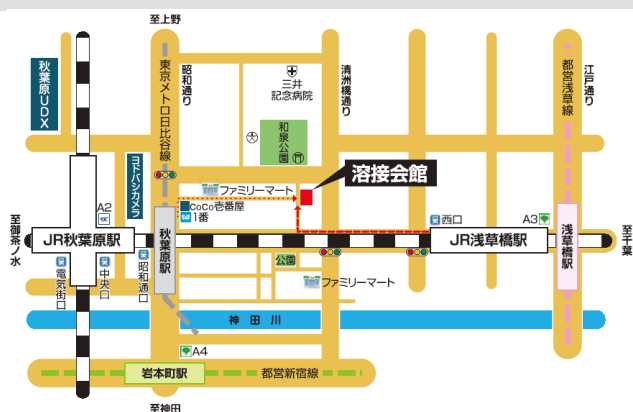 至上野
秋葉原UDX
東京メトロ日比谷線
昭和通り
三井
記念病院
清洲橋通り
都営浅草線
江戸通り
和泉公園
ヨドバシカメラ
溶接会館
ファミリーマート
CoCo壱番屋
1番
A2
至御茶ノ水
JR秋葉原駅
秋葉原駅
西口
JR浅草橋駅
A3
浅草橋駅
至千葉
電気街口
中央口
昭和通口
公園
ファミリーマート
神田川
A4
岩本町駅
都営新宿線
至神田